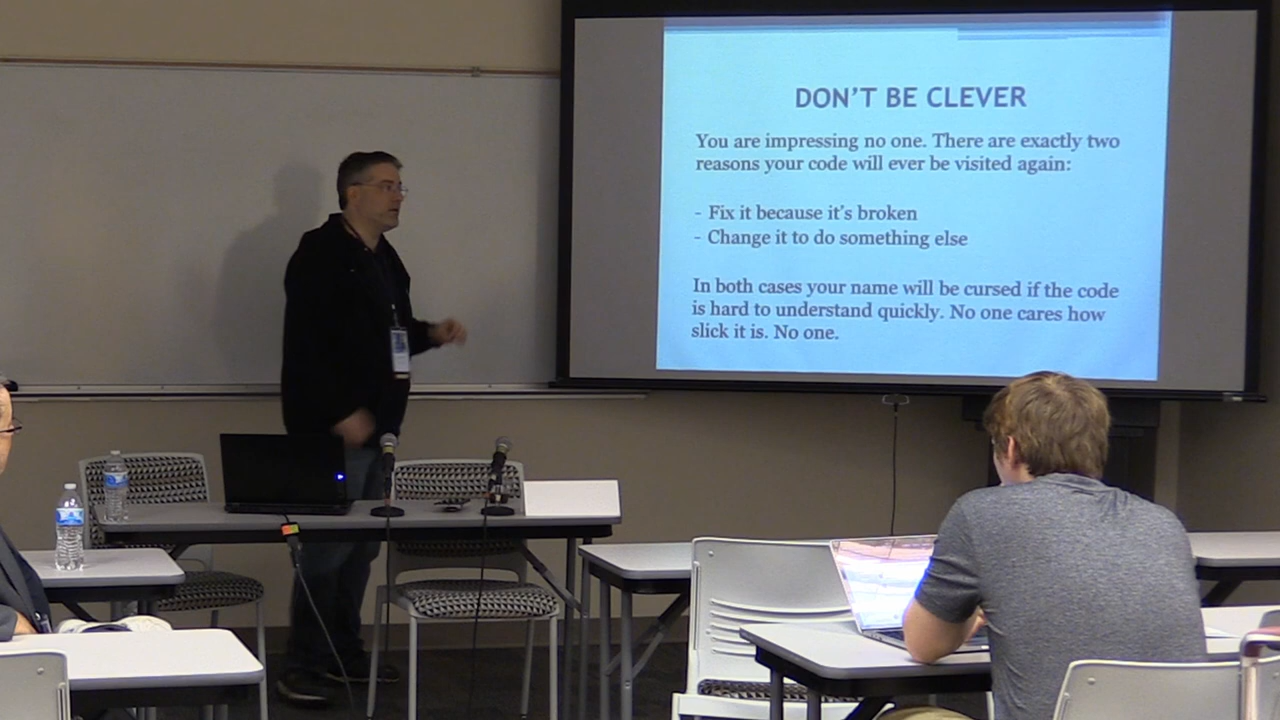 DON'T BE CLEVER
You are impressing no one. There are exactly two
reasons your code will ever be visited again:
- Fix it because it's broken
- Change it to do something else
In both cases your name will be cursed if the code
is hard to understand quickly. No one cares how
slick it is. No one.